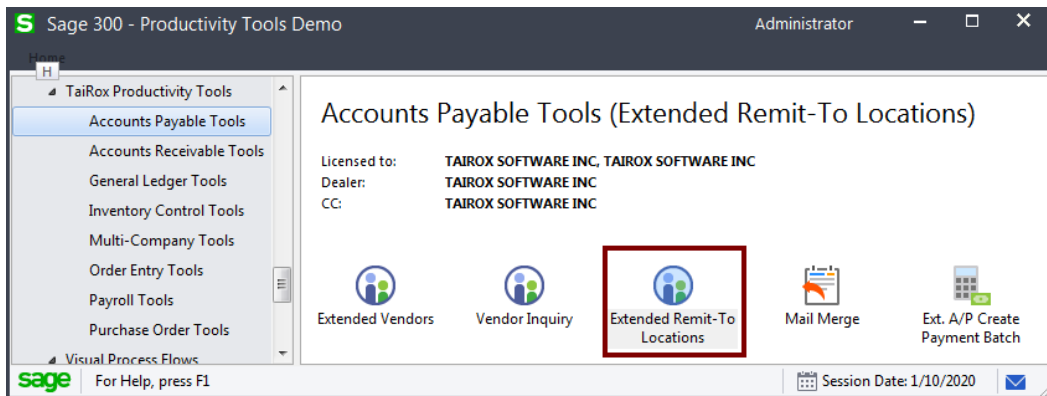 S Sage 300 - Productivity Tools Demo
Administrator
Home
H
TaiRox Productivity Tools
Accounts Payable Tools
Accounts Receivable Tools
General Ledger Tools
Inventory Control Tools
Multi-Company Tools
Order Entry Tools
Payroll Tools
Purchase Order Tools
Visual Process Flows
Accounts Payable Tools (Extended Remit-To Locations)
Licensed to: TAIROX SOFTWARE INC, TAIROX SOFTWARE INC
Dealer: TAIROX SOFTWARE INC
CC: TAIROX SOFTWARE INC
Extended Vendors
Vendor Inquiry
Extended Remit-To
Locations
Mail Merge
Ext. A/P Create
Payment Batch
sage For Help, press F1
Session Date: 1/10/2020